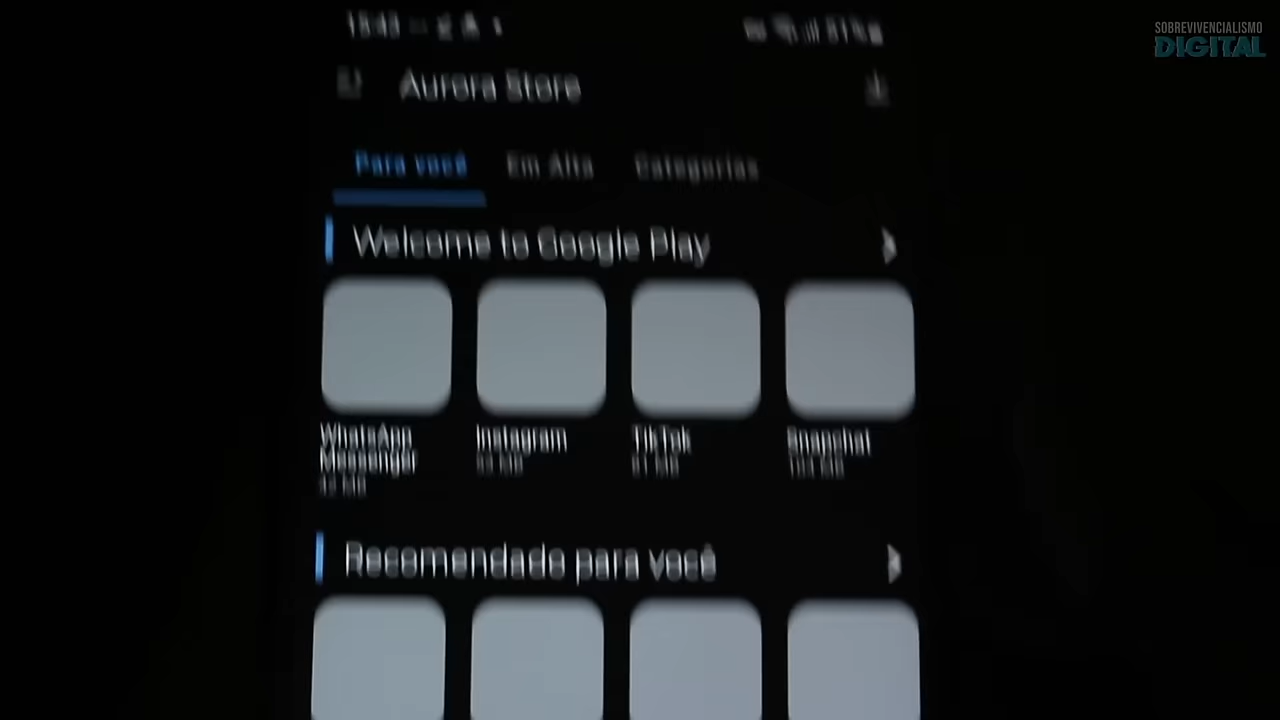 SOBREVIVENCIALISMO
DIGITAL
Aurora Store
Para você Em Alta Categorias
Welcome to Google Play
WhatsApp Instagram TikTok Snapchat
Messenger
Recomendado para você